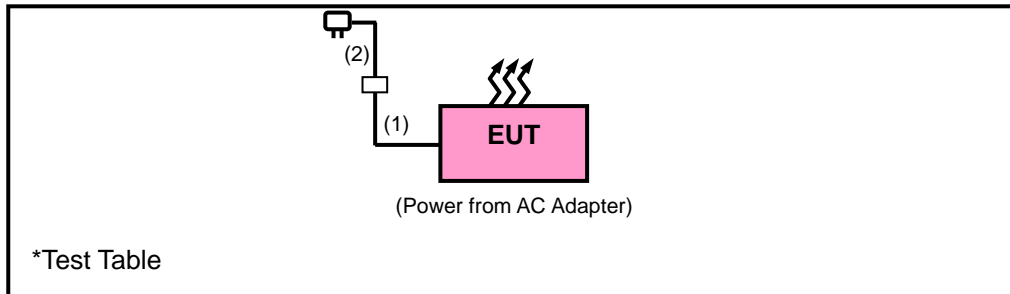 (2)
(1)
EUT
(Power from AC Adapter)
*Test Table